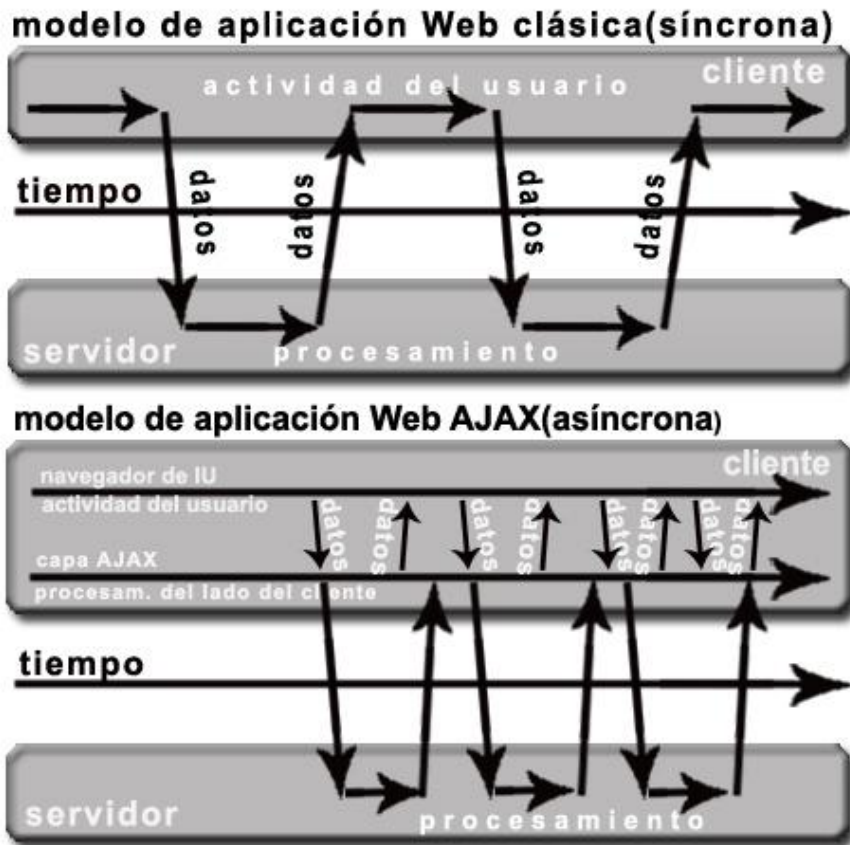 modelo de aplicación Web clásica(síncrona)
cliente
actividad del usuario
datos
datos
datos
datos
tiempo
servidor
procesamiento
modelo de aplicación Web AJAX(asíncrona)
cliente
navegador de IU
actividad del usuario
datos
datos
datos
datos
datos
datos
datos
datos
capa AJAX
procesam. del lado del cliente
tiempo
servidor
procesamiento